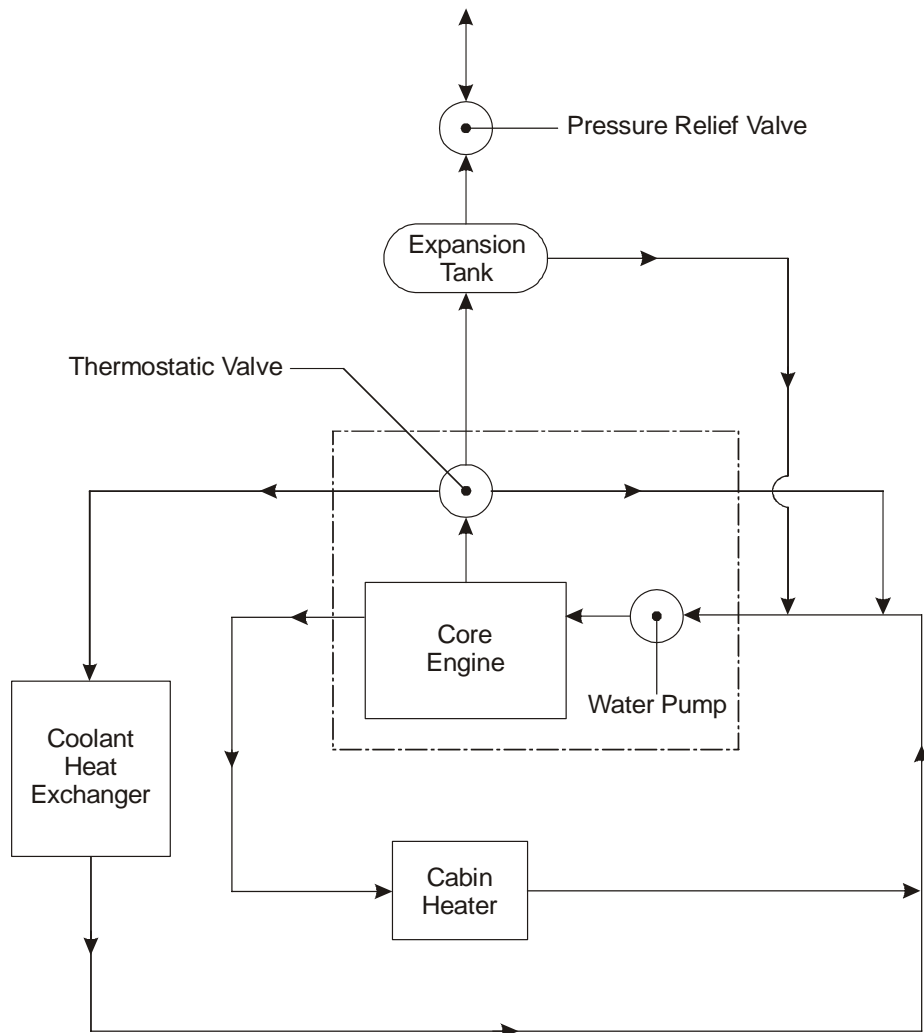 Pressure Relief Valve
Expansion
Tank
Thermostatic Valve
Core
Engine
Water Pump
Coolant
Heat
Exchanger
Cabin
Heater